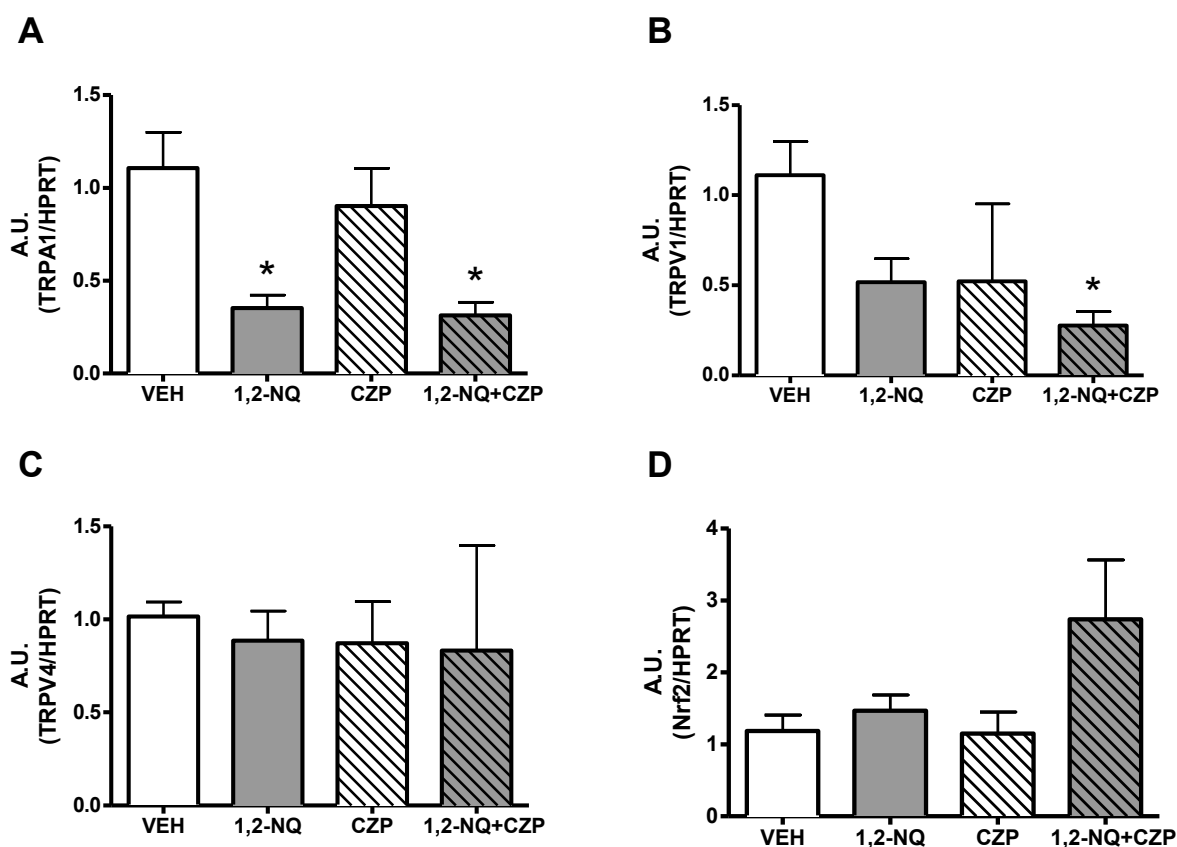 A
A.U.
(TRPA1/HPRT)
1.5
1.0
0.5
0.0
*
*
VEH 1,2-NQ CZP 1,2-NQ+CZP
B
A.U.
(TRPV1/HPRT)
1.5
1.0
0.5
0.0
*
VEH 1,2-NQ CZP 1,2-NQ+CZP
C
A.U.
(TRPV4/HPRT)
1.5
1.0
0.5
0.0
VEH 1,2-NQ CZP 1,2-NQ+CZP
D
A.U.
(Nrf2/HPRT)
4
3
2
1
0
VEH 1,2-NQ CZP 1,2-NQ+CZP